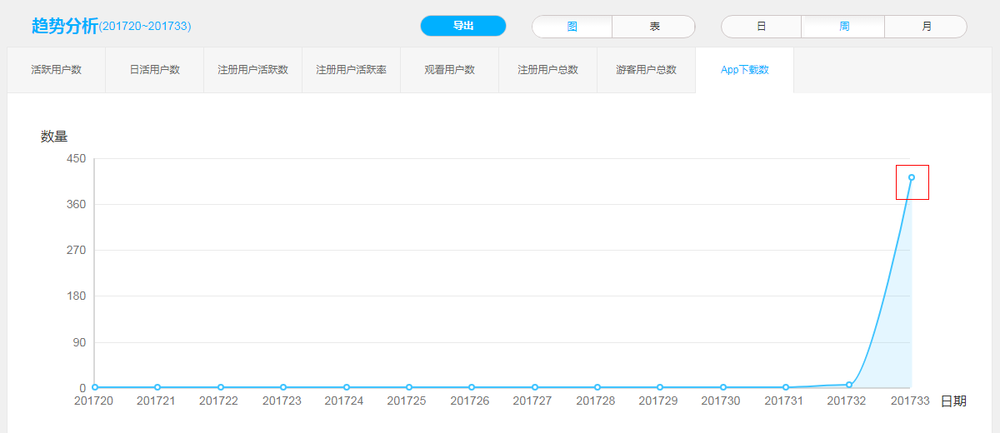 趋势分析(201720~201733)
导出
图
表
日
周
月
活跃用户数
日活用户数
注册用户活跃数
注册用户活跃率
观看用户数
注册用户总数
游客用户总数
App下载数
数量
450
360
270
180
90
0
201720
201721
201722
201723
201724
201725
201726
201727
201728
201729
201730
201731
201732
201733
日期